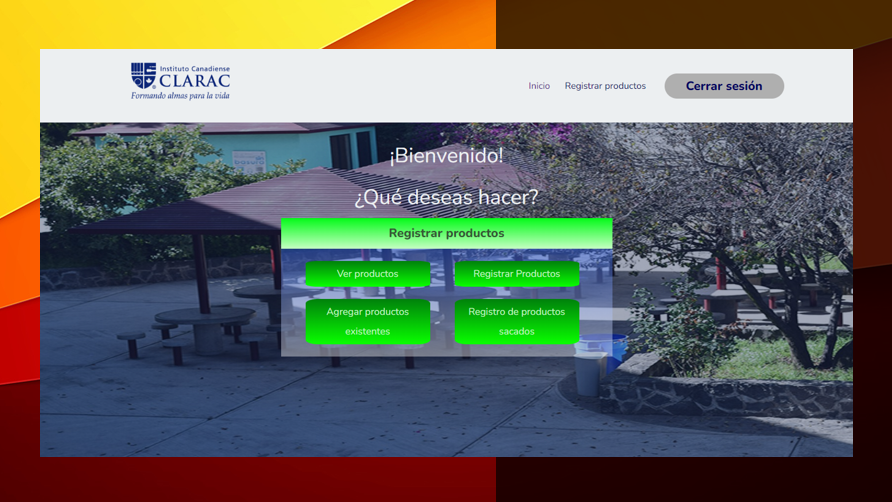 Instituto Canadiense
CLARAC
Formando almas para la vida
Inicio
Registrar productos
Cerrar sesión
¡Bienvenido!
¿Qué deseas hacer?
Registrar productos
Ver productos
Registrar Productos
Agregar productos
existentes
Registro de productos
sacados